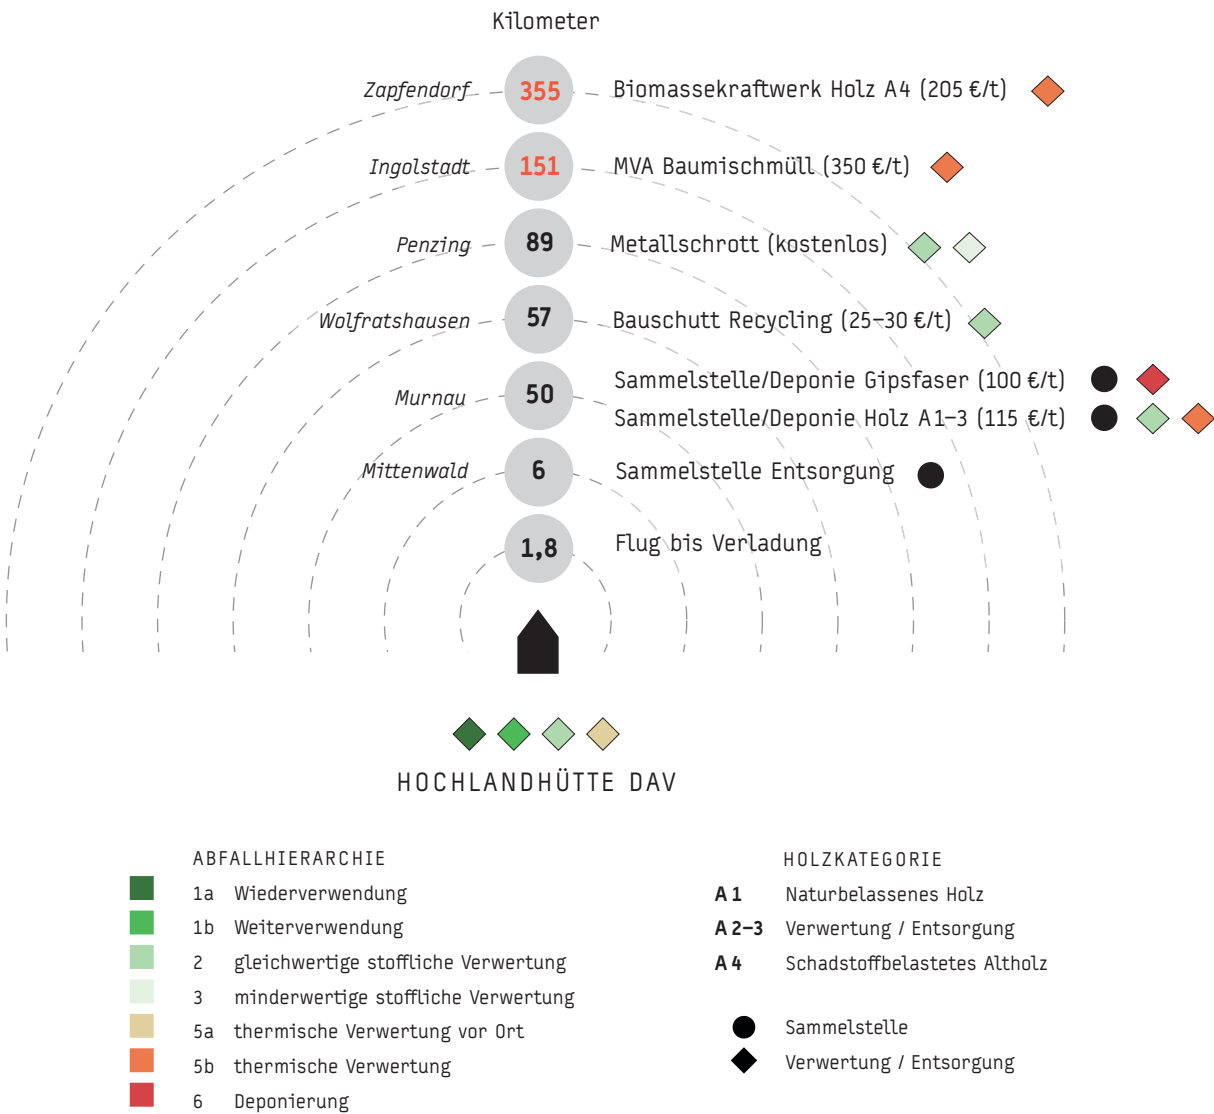 Kilometer
Zapfendorf 355 Biomassekraftwerk Holz A4 (205 €/t)
Ingolstadt 151 MVA Baumischmüll (350 €/t)
Penzing 89 Metallschrott (kostenlos)
Wolfratshausen 57 Bauschutt Recycling (25–30 €/t)
Sammelstelle/Deponie Gipsfaser (100 €/t)
Murnau 50
Sammelstelle/Deponie Holz A1–3 (115 €/t)
Mittenwald 6 Sammelstelle Entsorgung
1,8 Flug bis Verladung
HOCHLANDHÜTTE DAV
ABFALLHIERARCHIE
1a Wiederverwendung
1b Weiterverwendung
2 gleichwertige stoffliche Verwertung
3 minderwertige stoffliche Verwertung
5a thermische Verwertung vor Ort
5b thermische Verwertung
6 Deponierung
HOLZKATEGORIE
A 1 Naturbelassenes Holz
A 2–3 Verwertung / Entsorgung
A 4 Schadstoffbelastetes Altholz
Sammelstelle
Verwertung / Entsorgung